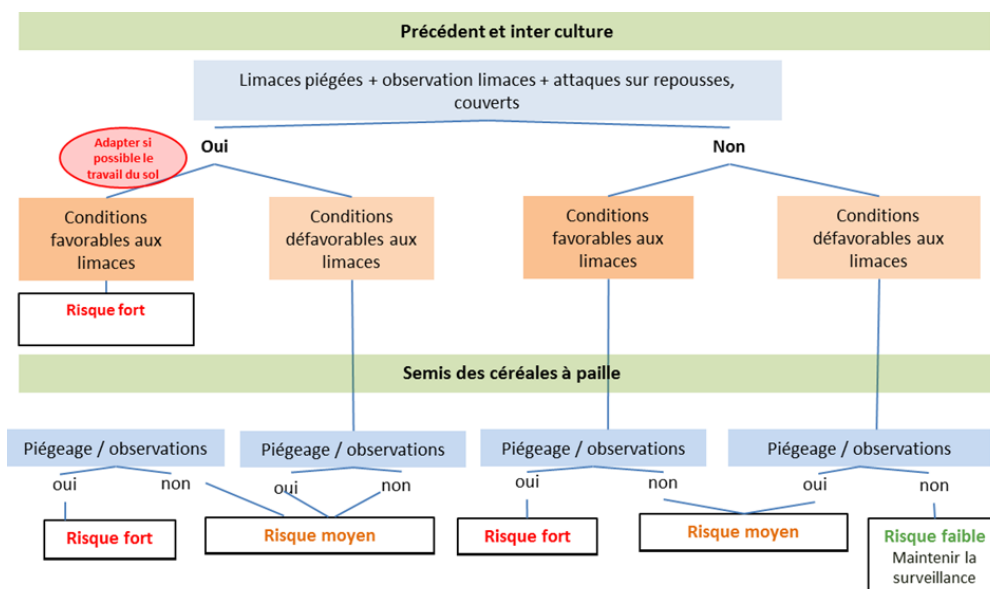 Précédent et inter culture
Limaces piégées + observation limaces + attaques sur repousses,
couverts
Adapter si
possible le
travail du sol
Oui
Non
Conditions
favorables aux
limaces
Conditions
défavorables aux
limaces
Conditions
favorables aux
limaces
Conditions
défavorables aux
limaces
Risque fort
Semis des céréales à paille
Piégeage / observations
Piégeage / observations
Piégeage / observations
Piégeage / observations
oui
non
oui
non
oui
non
oui
non
Risque fort
Risque moyen
Risque fort
Risque moyen
Risque faible
Maintenir la
surveillance